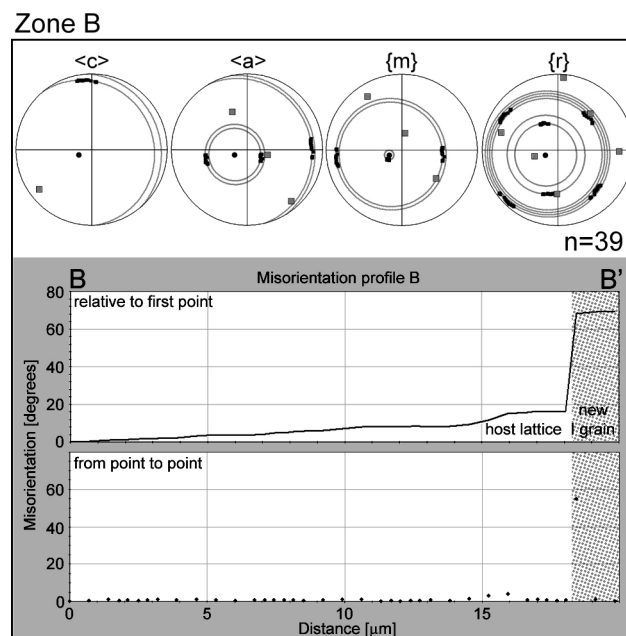 Zone B
<c> <a> {m} {r}
n=39
B Misorientation profile B B'
80
relative to first point
60
40
20
0
host lattice
new
grain
Misorientation [degrees]
from point to point
60
40
20
0
0 5 10 15
Distance [µm]